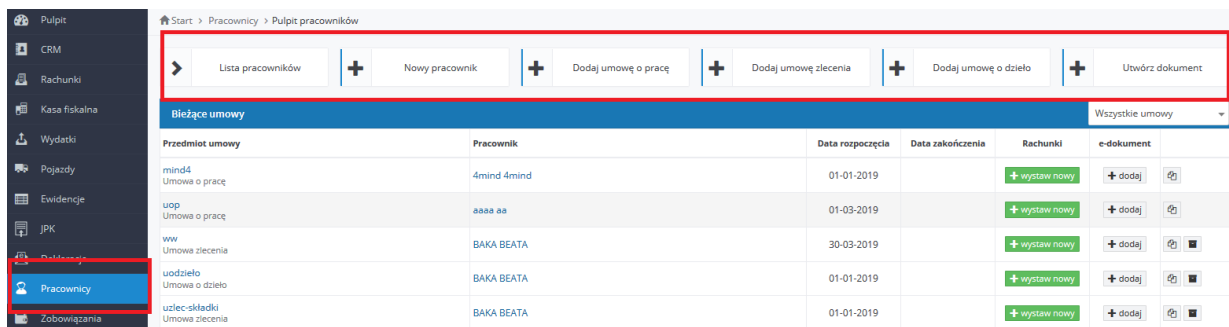 Pulpit
CRM
Rachunki
Kasa fiskalna
Wydatki
Pojazdy
Ewidencje
JPK
Deklaracje
Pracownicy
Zobowiązania
Start > Pracownicy > Pulpit pracowników
Lista pracowników
Nowy pracownik
Dodaj umowę o pracę
Dodaj umowę zlecenia
Dodaj umowę o dzieło
Utwórz dokument
Bieżące umowy Wszystkie umowy
Przedmiot umowy Pracownik Data rozpoczęcia Data zakończenia Rachunki e-dokument
mind4 4mind 4mind 01-01-2019 + wystaw nowy + dodaj
Umowa o pracę
uop aaaa aa 01-03-2019 + wystaw nowy + dodaj
Umowa o pracę
ww BAKA BEATA 30-03-2019 + wystaw nowy + dodaj
Umowa zlecenia
uodzieło BAKA BEATA 01-01-2019 + wystaw nowy + dodaj
Umowa o dzieło
uzlec-składki BAKA BEATA 01-01-2019 + wystaw nowy + dodaj
Umowa zlecenia